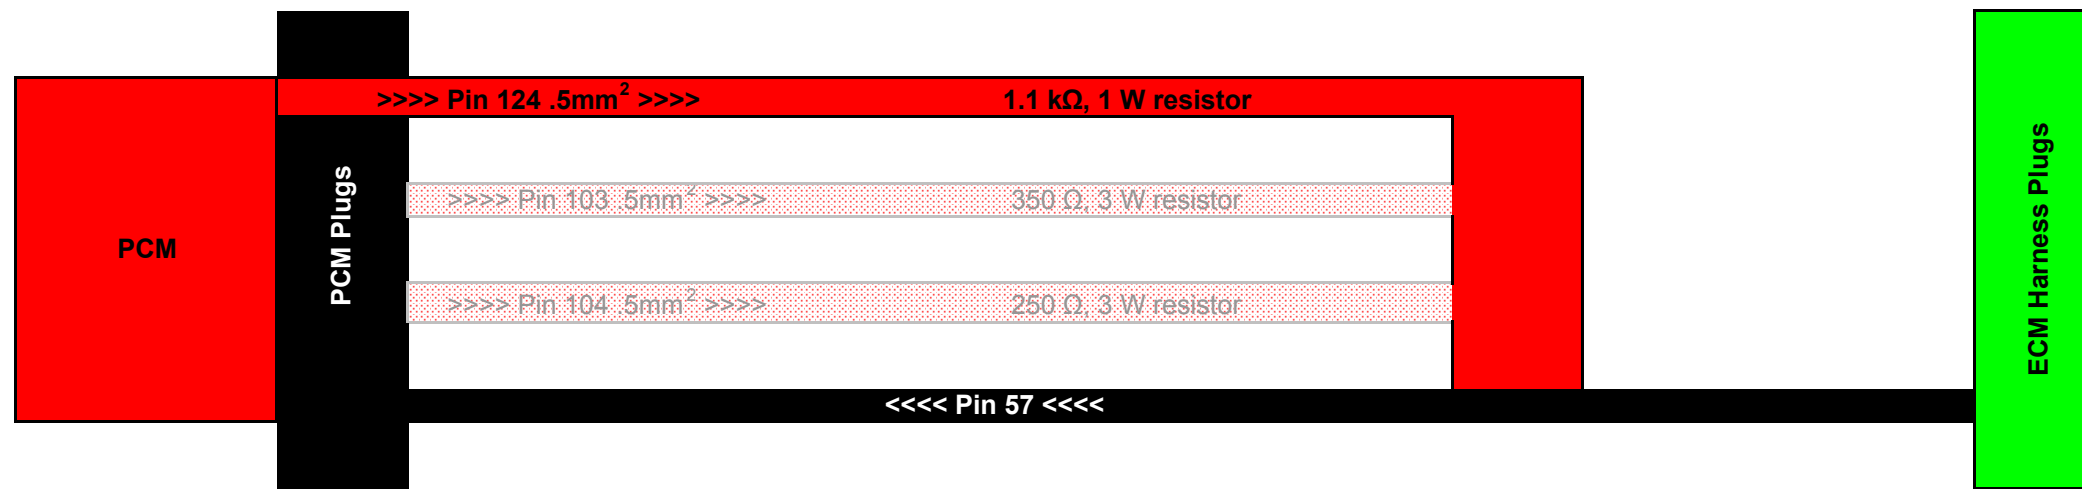 >>>> Pin 124 .5mm² >>>> 1.1 kΩ, 1 W resistor
>>>> Pin 103 .5mm² >>>> 350 Ω, 3 W resistor
PCM
PCM Plugs
ECM Harness Plugs
>>>> Pin 104 .5mm² >>>> 250 Ω, 3 W resistor
<<<< Pin 57 <<<<